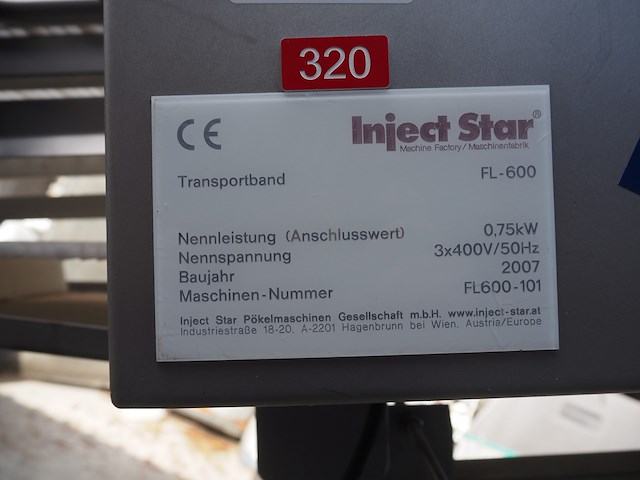 320
CE
Inject Star®
Machine Factory / Maschinenfabrik
Transportband FL-600
Nennleistung (Anschlusswert) 0,75kW
Nennspannung 3x400V/50Hz
Baujahr 2007
Maschinen-Nummer FL600-101
Inject Star Pökelmaschinen Gesellschaft m.b.H. www.inject-star.at
Industriestraße 18-20. A-2201 Hagenbrunn bei Wien. Austria/Europe